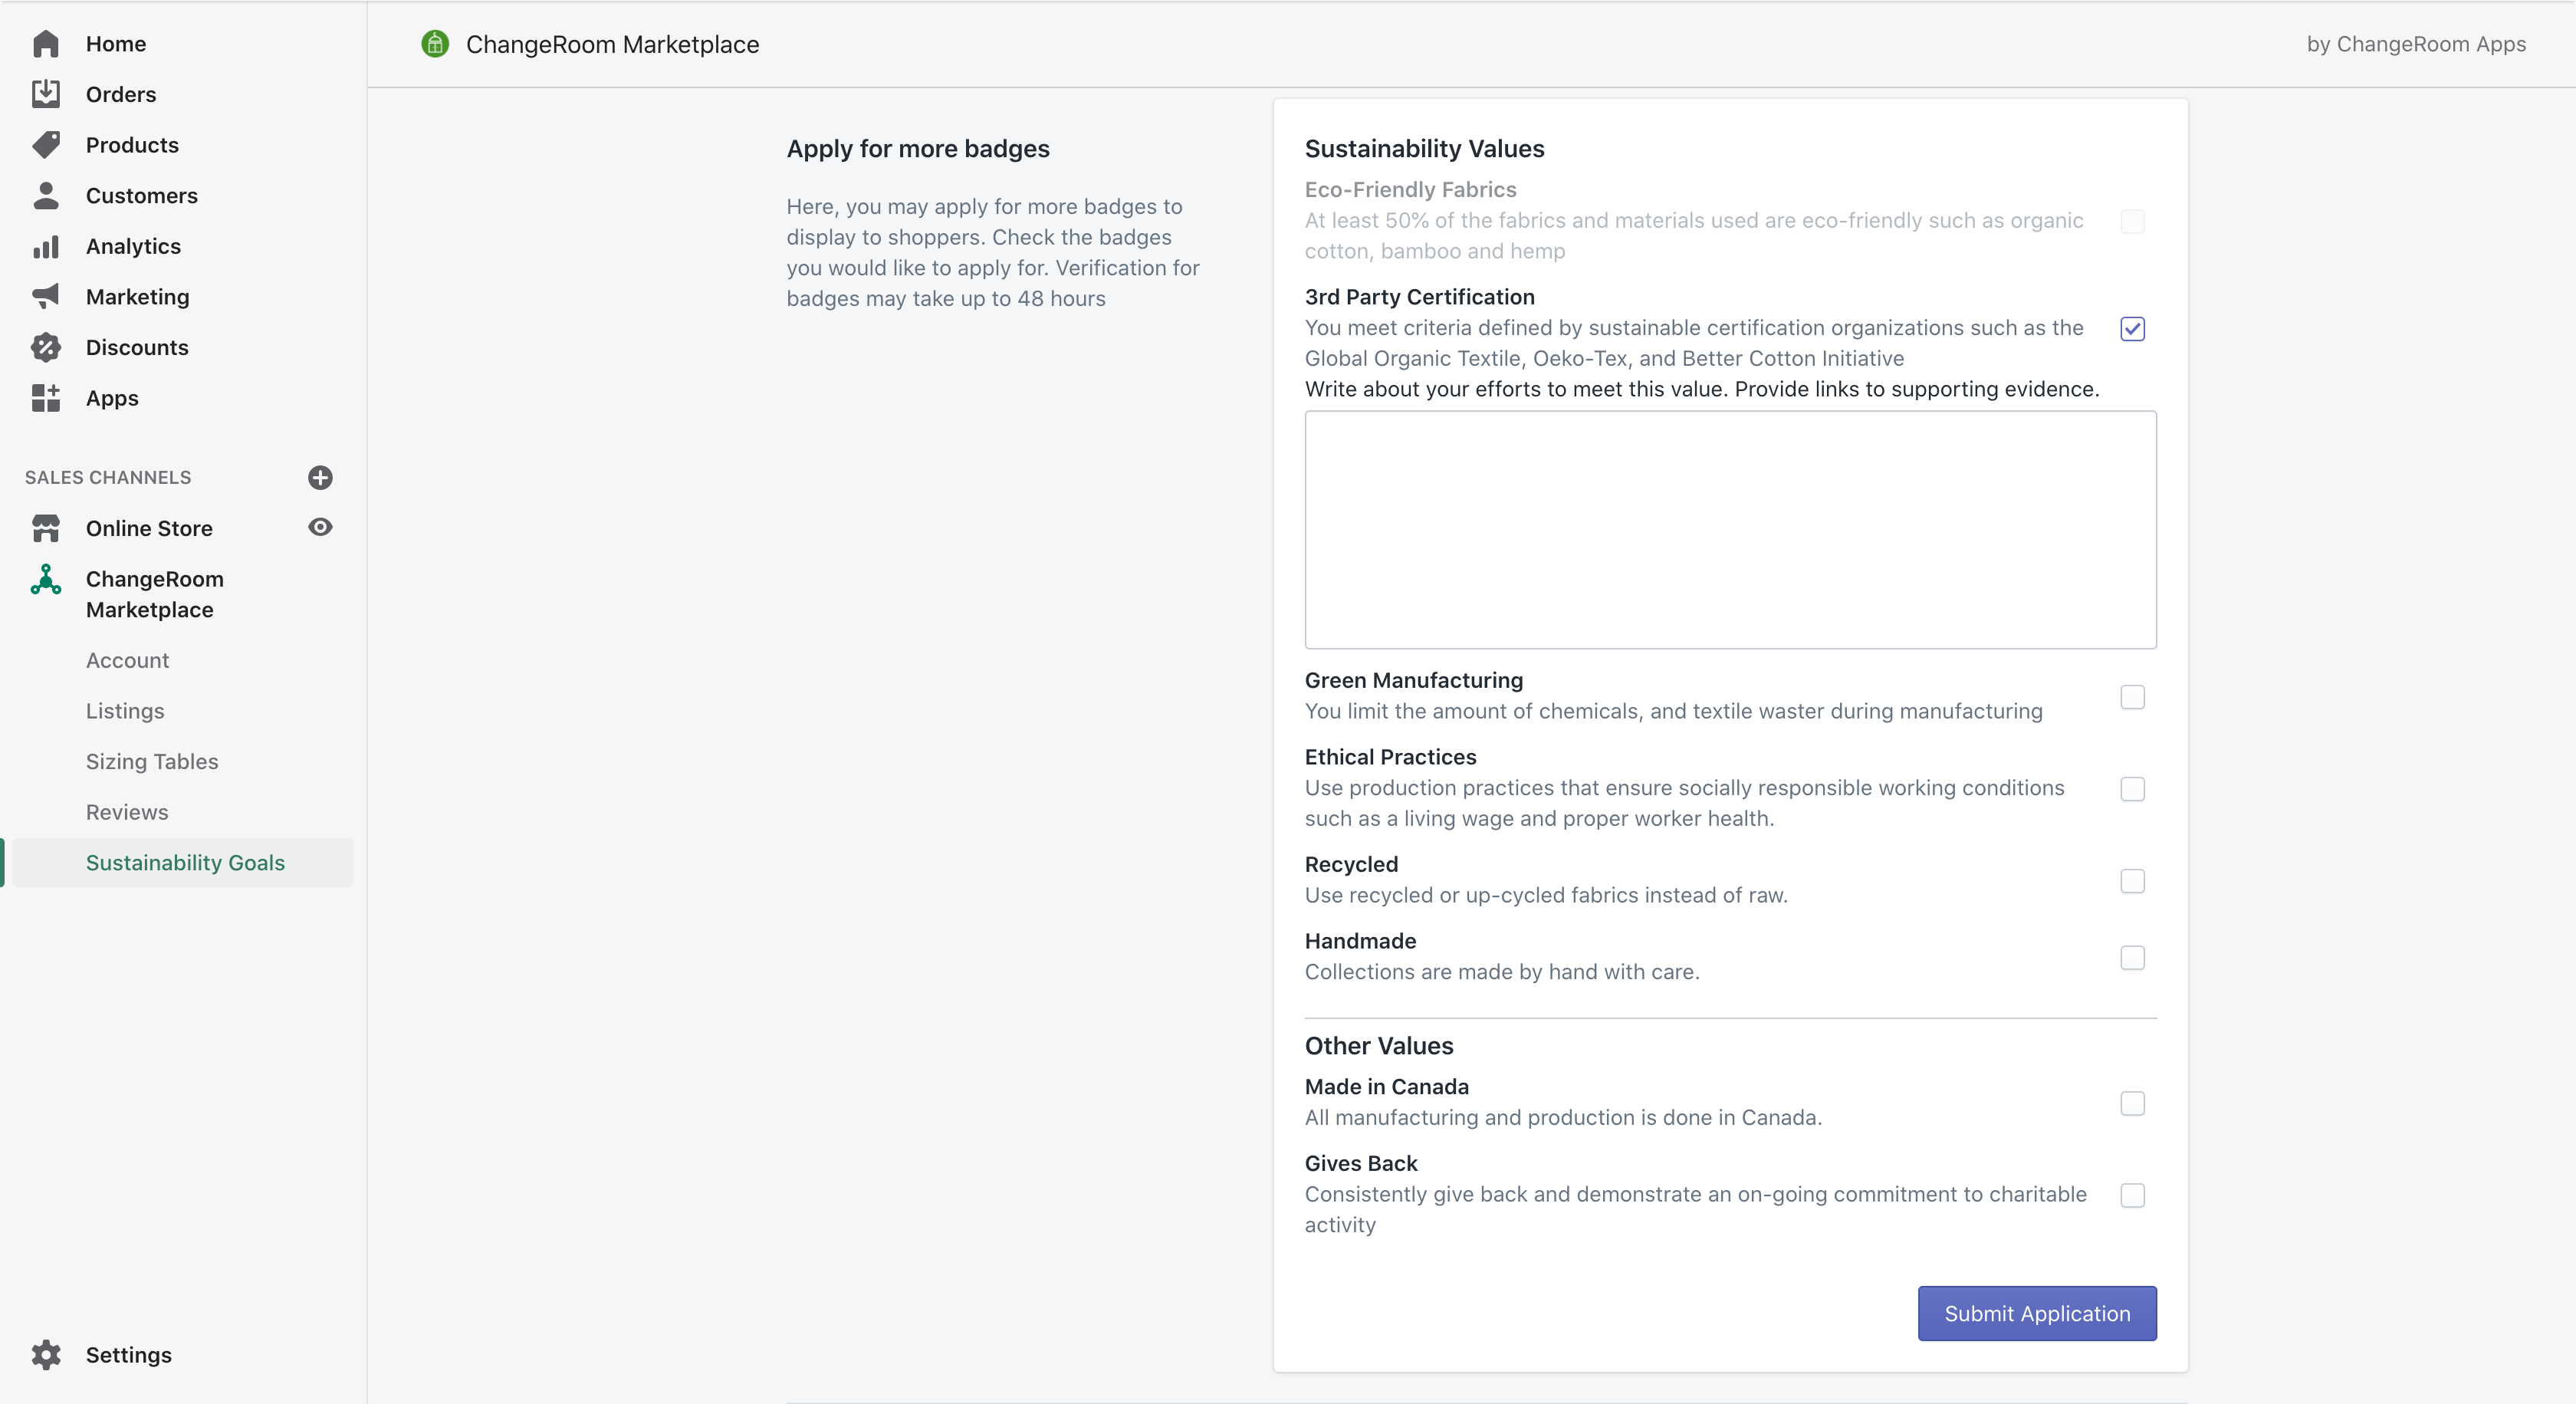 Home
Orders
Products
Customers
Analytics
Marketing
Discounts
Apps
SALES CHANNELS
Online Store
ChangeRoom
Marketplace
Account
Listings
Sizing Tables
Reviews
Sustainability Goals
Settings
ChangeRoom Marketplace
by ChangeRoom Apps
Apply for more badges
Here, you may apply for more badges to
display to shoppers. Check the badges
you would like to apply for. Verification for
badges may take up to 48 hours
Sustainability Values
Eco-Friendly Fabrics
At least 50% of the fabrics and materials used are eco-friendly such as organic
cotton, bamboo and hemp
3rd Party Certification
You meet criteria defined by sustainable certification organizations such as the
Global Organic Textile, Oeko-Tex, and Better Cotton Initiative
Write about your efforts to meet this value. Provide links to supporting evidence.
Green Manufacturing
You limit the amount of chemicals, and textile waster during manufacturing
Ethical Practices
Use production practices that ensure socially responsible working conditions
such as a living wage and proper worker health.
Recycled
Use recycled or up-cycled fabrics instead of raw.
Handmade
Collections are made by hand with care.
Other Values
Made in Canada
All manufacturing and production is done in Canada.
Gives Back
Consistently give back and demonstrate an on-going commitment to charitable
activity
Submit Application